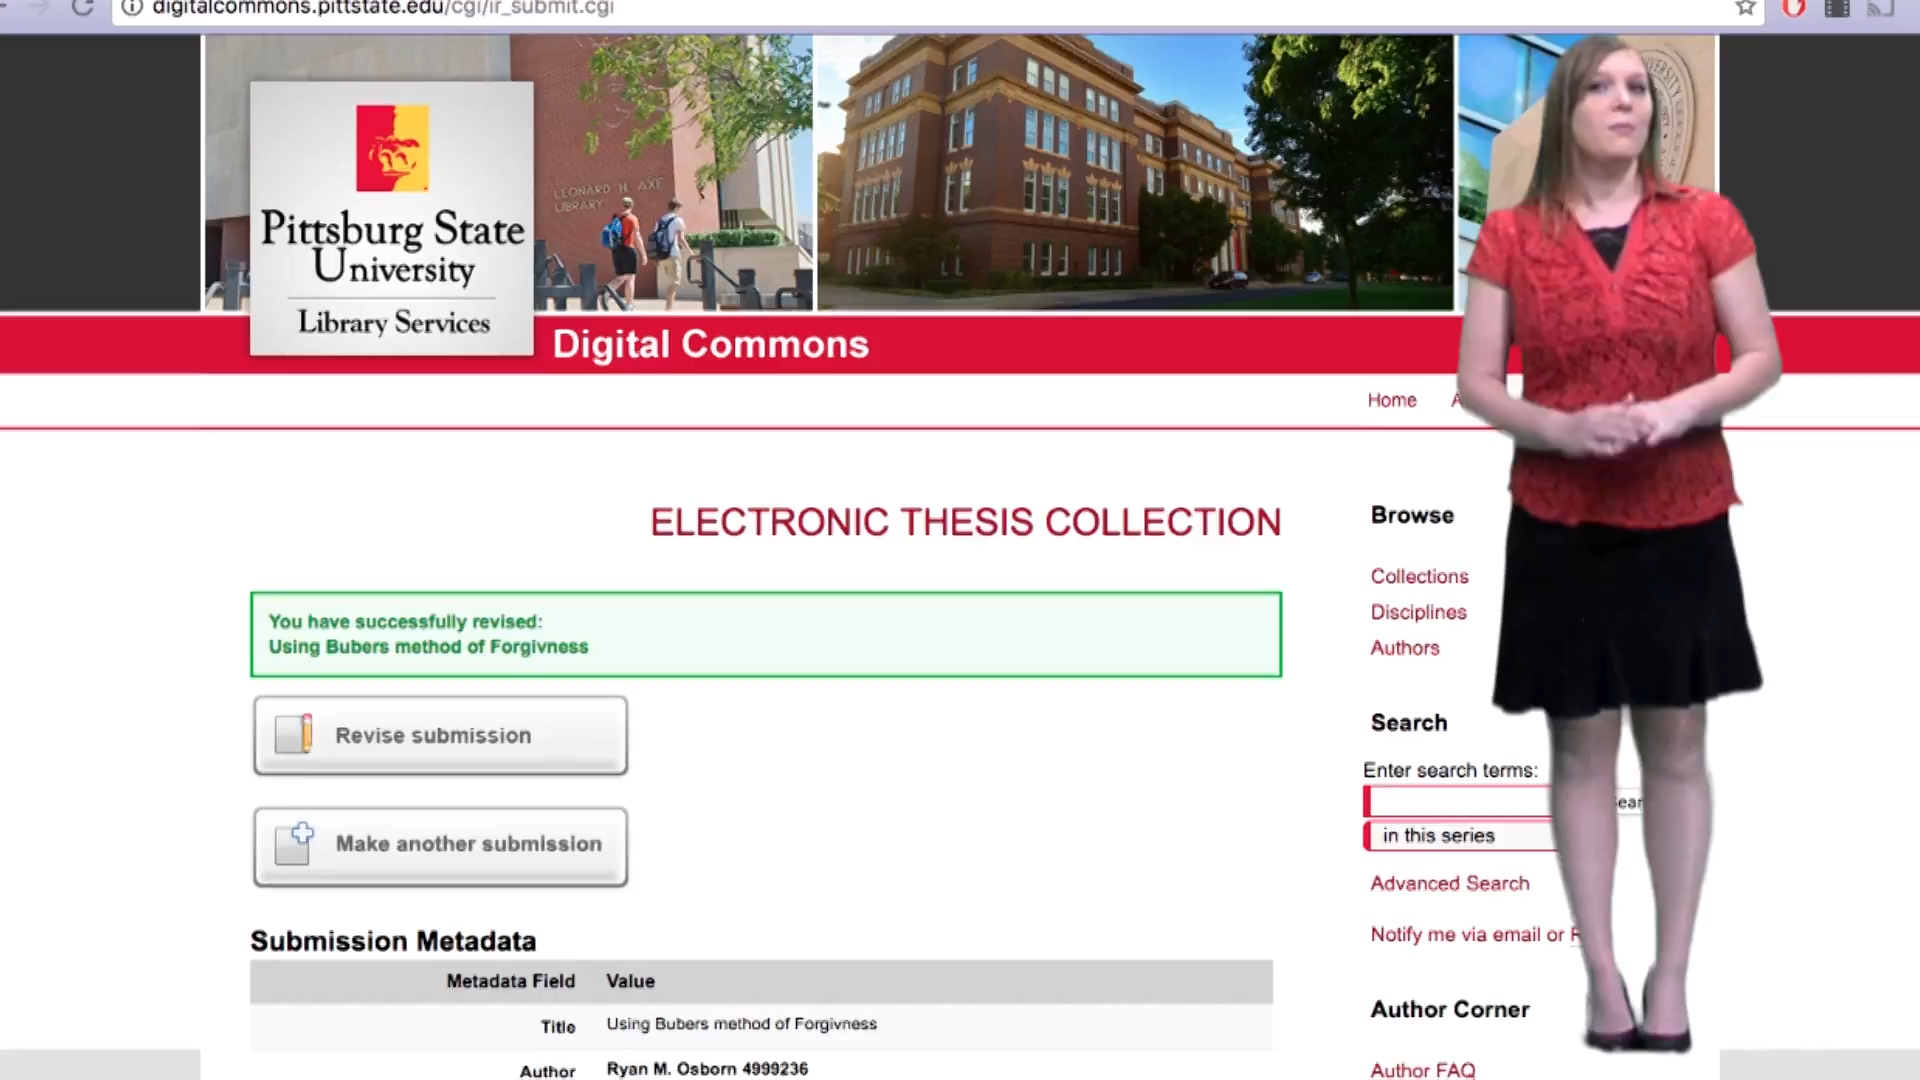 digitalcommons.pittstate.edu/cgi/ir_submit.cgi
LEONARD H. AXE
LIBRARY
Pittsburg State
University
Library Services
Digital Commons
Home
ELECTRONIC THESIS COLLECTION
You have successfully revised:
Using Bubers method of Forgivness
Revise submission
Make another submission
Submission Metadata
Metadata Field Value
Title Using Bubers method of Forgivness
Author Ryan M. Osborn 4999236
Browse
Collections
Disciplines
Authors
Search
Enter search terms:
in this series
Advanced Search
Notify me via email or
Author Corner
Author FAQ